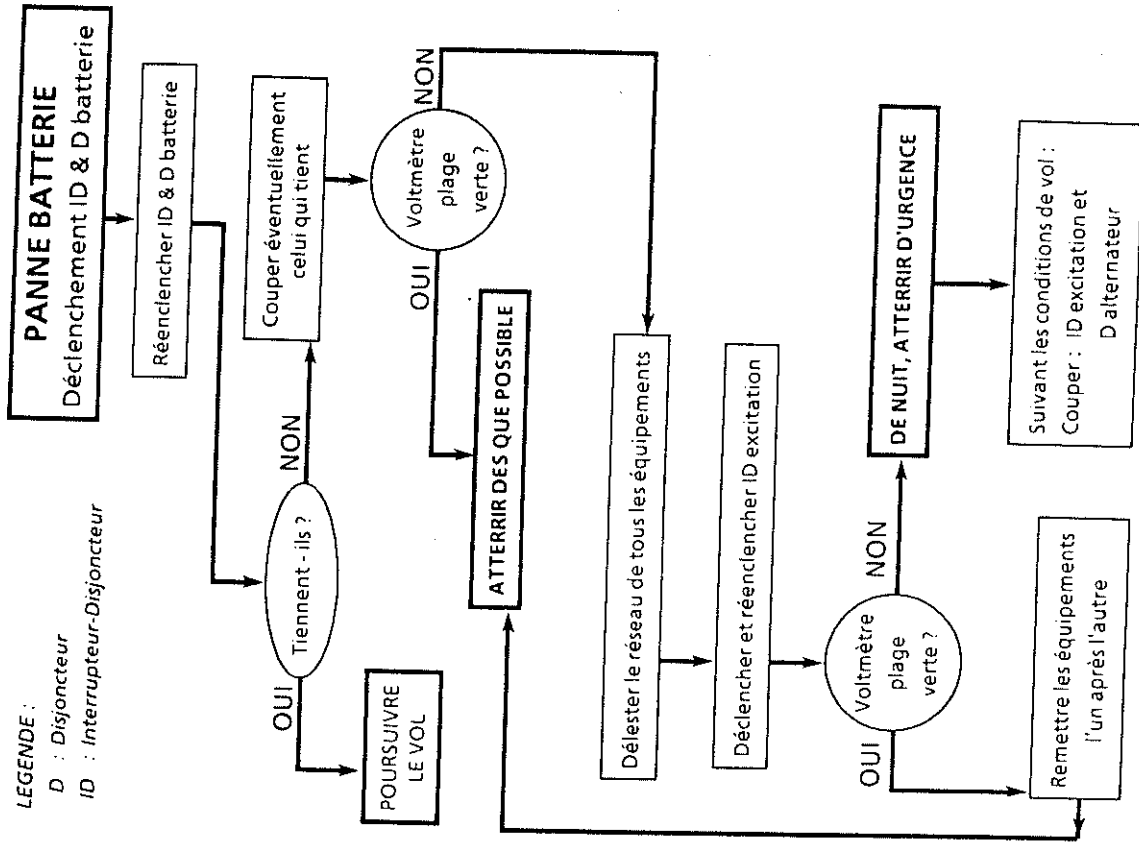 LEGENDE :
D : Disjoncteur
ID : Interrupteur-Disjoncteur
PANNE BATTERIE
Déclenchement ID & D batterie
Réenclencher ID & D batterie
Tiennent - ils ?
OUI
NON
POURSUIVRE
LE VOL
Couper éventuellement
celui qui tient
Voltmètre
plage
verte ?
OUI
NON
ATTERRIR DES QUE POSSIBLE
Délester le réseau de tous les équipements
Déclencher et réenclencher ID excitation
Voltmètre
plage
verte ?
OUI
NON
Remettre les équipements
l'un après l'autre
DE NUIT, ATTERRIR D'URGENCE
Suivant les conditions de vol :
Couper : ID excitation et
D alternateur